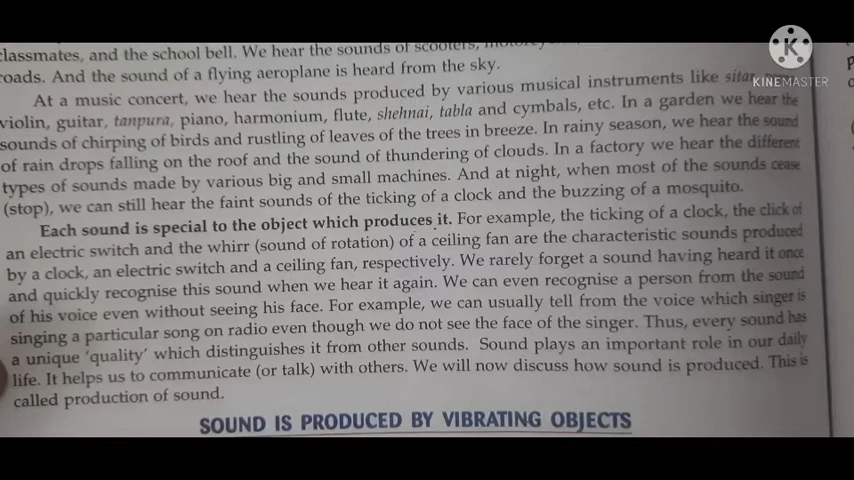 classmates, and the school bell. We hear the sounds of scooters,
roads. And the sound of a flying aeroplane is heard from the sky.
At a music concert, we hear the sounds produced by various musical instruments like sitar,
violin, guitar, tanpura, piano, harmonium, flute, shehnai, tabla and cymbals, etc. In a garden we hear the
sounds of chirping of birds and rustling of leaves of the trees in breeze. In rainy season, we hear the sound
of rain drops falling on the roof and the sound of thundering of clouds. In a factory we hear the different
types of sounds made by various big and small machines. And at night, when most of the sounds cease
(stop), we can still hear the faint sounds of the ticking of a clock and the buzzing of a mosquito.
Each sound is special to the object which produces it. For example, the ticking of a clock, the click of
an electric switch and the whirr (sound of rotation) of a ceiling fan are the characteristic sounds produced
by a clock, an electric switch and a ceiling fan, respectively. We rarely forget a sound having heard it once
and quickly recognise this sound when we hear it again. We can even recognise a person from the sound
of his voice even without seeing his face. For example, we can usually tell from the voice which singer is
singing a particular song on radio even though we do not see the face of the singer. Thus, every sound has
a unique 'quality' which distinguishes it from other sounds. Sound plays an important role in our daily
life. It helps us to communicate (or talk) with others. We will now discuss how sound is produced. This is
called production of sound.
SOUND IS PRODUCED BY VIBRATING OBJECTS
K
KINEMASTER